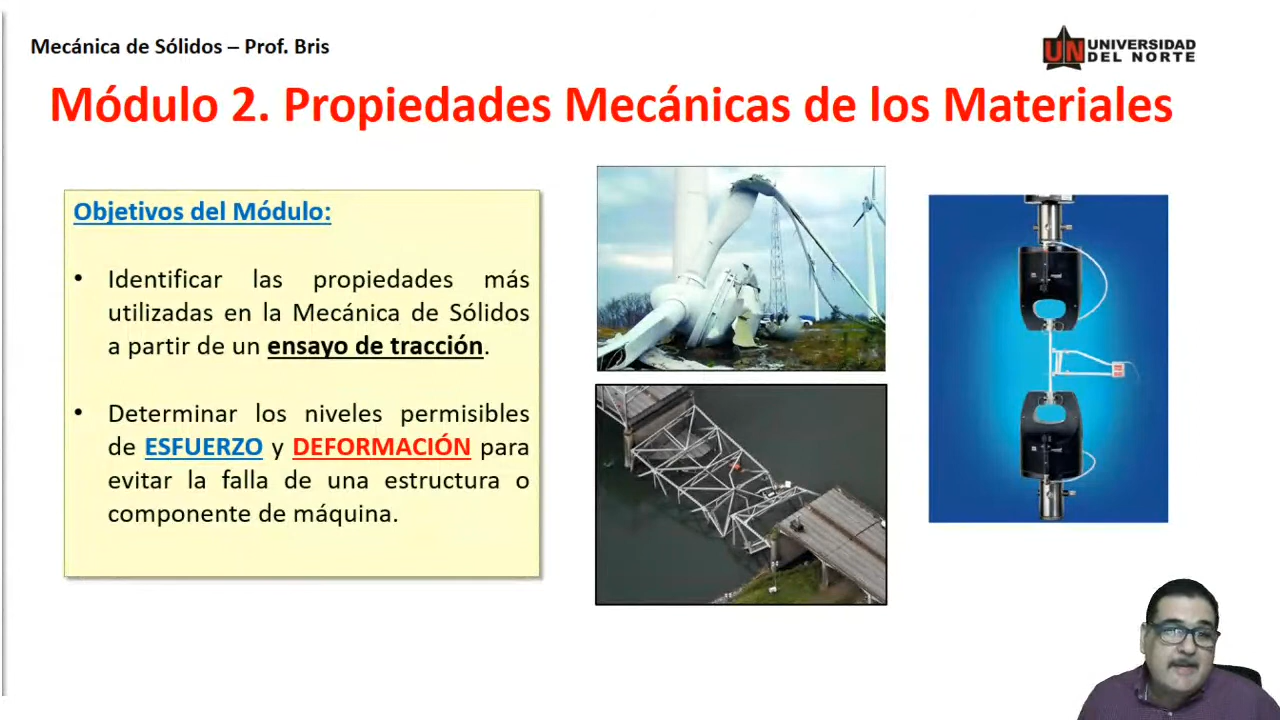 Mecánica de Sólidos – Prof. Bris
UNIVERSIDAD
DEL NORTE
Módulo 2. Propiedades Mecánicas de los Materiales
Objetivos del Módulo:
• Identificar las propiedades más
utilizadas en la Mecánica de Sólidos
a partir de un ensayo de tracción.
• Determinar los niveles permisibles
de ESFUERZO y DEFORMACIÓN para
evitar la falla de una estructura o
componente de máquina.